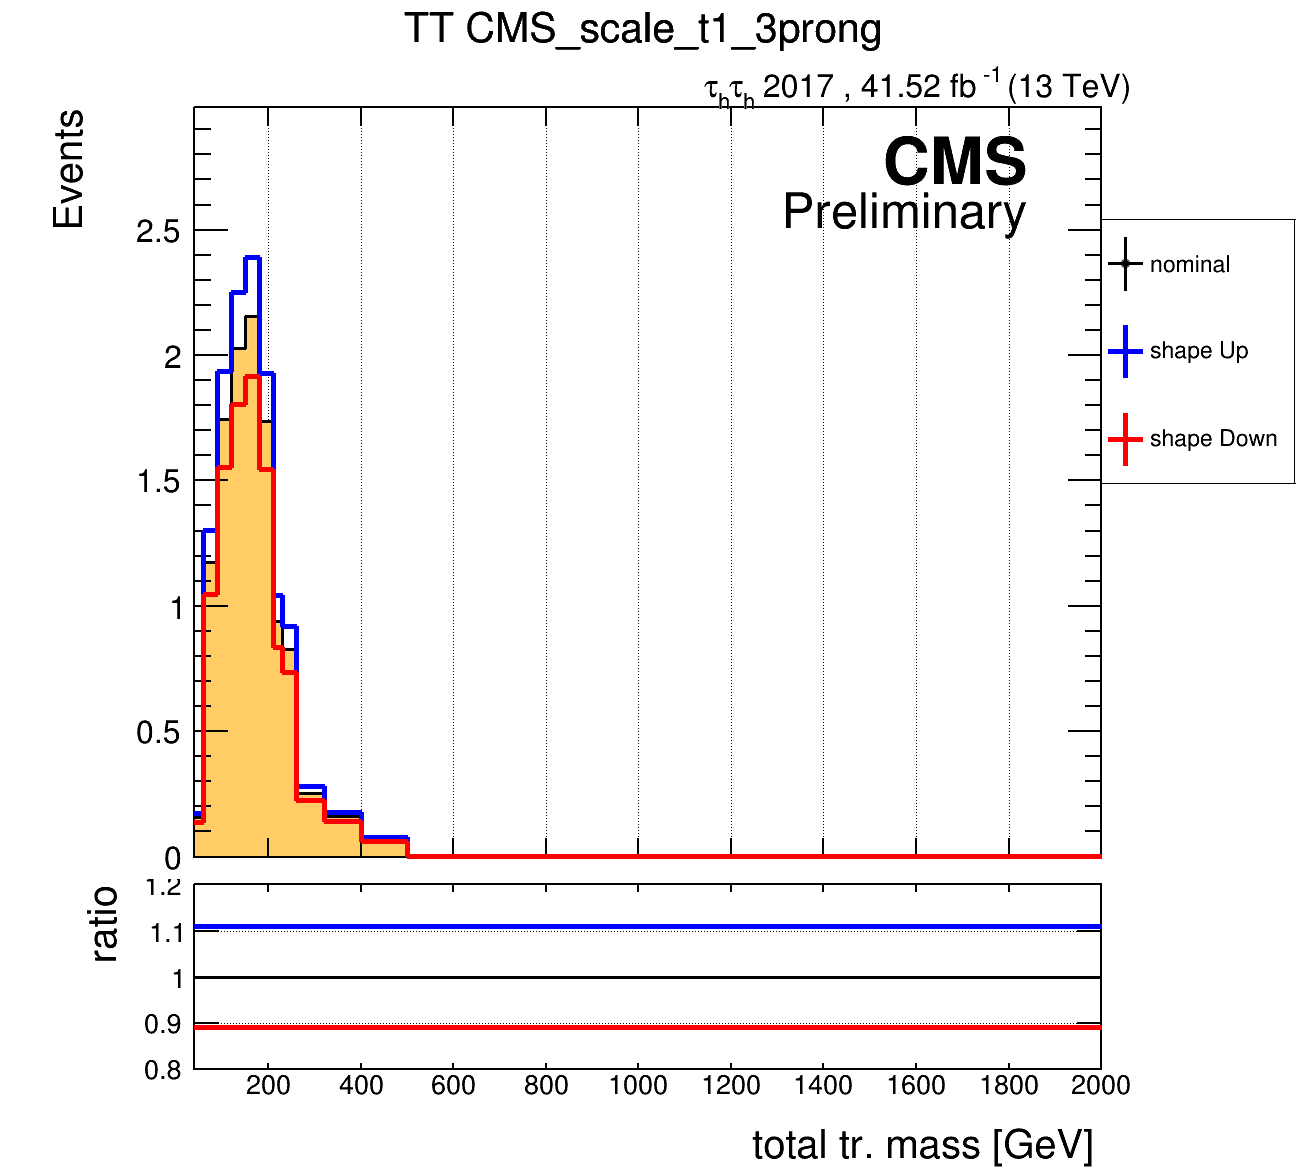 TT CMS_scale_t1_3prong
τhτh 2017 , 41.52 fb-1 (13 TeV)
Events
CMS
Preliminary
2.5
2
1.5
1
0.5
0
nominal
shape Up
shape Down
ratio
1.2
1.1
1
0.9
0.8
200 400 600 800 1000 1200 1400 1600 1800 2000
total tr. mass [GeV]